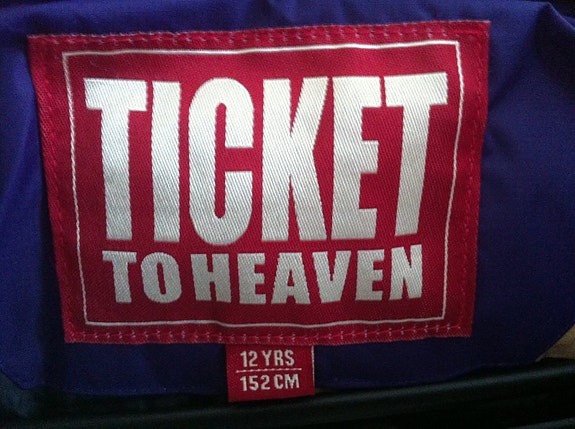 TICKET
TO HEAVEN
12 YRS
152 CM